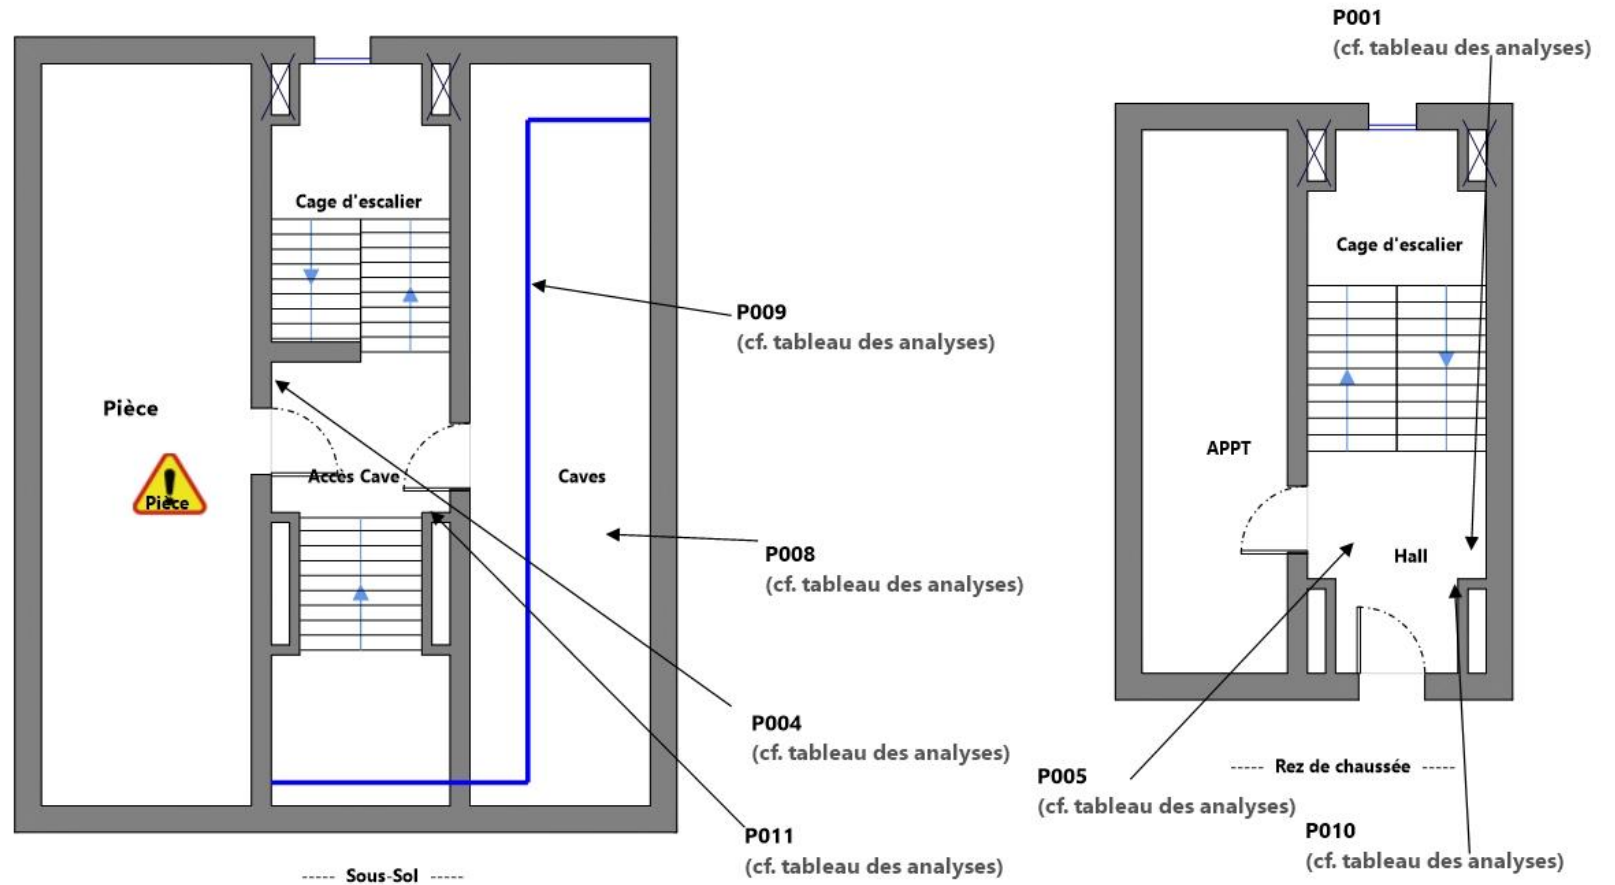 P001
(cf. tableau des analyses)
Cage d'escalier
Cage d'escalier
P009
(cf. tableau des analyses)
Pièce
Pièce
Accès Cave
Caves
APPT
Hall
P008
(cf. tableau des analyses)
P004
(cf. tableau des analyses)
P005
(cf. tableau des analyses)
----- Rez de chaussée -----
P011
(cf. tableau des analyses)
P010
(cf. tableau des analyses)
----- Sous-Sol -----